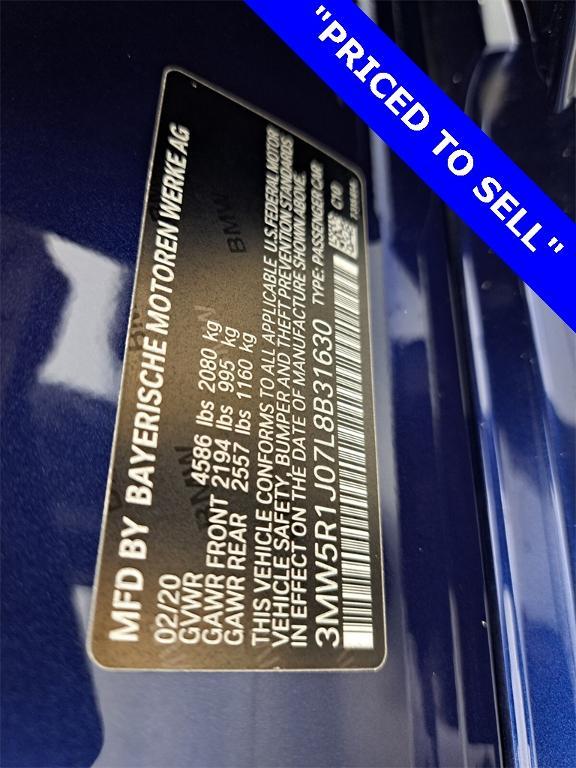 "PRICED TO SELL"
MFD BY BAYERISCHE MOTOREN WERKE AG
02/20
GVWR 4586 lbs 2080 kg
GAWR FRONT 2194 lbs 995 kg
GAWR REAR 2557 lbs 1160 kg
THIS VEHICLE CONFORMS TO ALL APPLICABLE U.S. FEDERAL MOTOR
VEHICLE SAFETY, BUMPER AND THEFT PREVENTION STANDARDS
IN EFFECT ON THE DATE OF MANUFACTURE SHOWN ABOVE.
3MW5R1J07L8B31630 TYPE: PASSENGER CAR
BMW
BMW